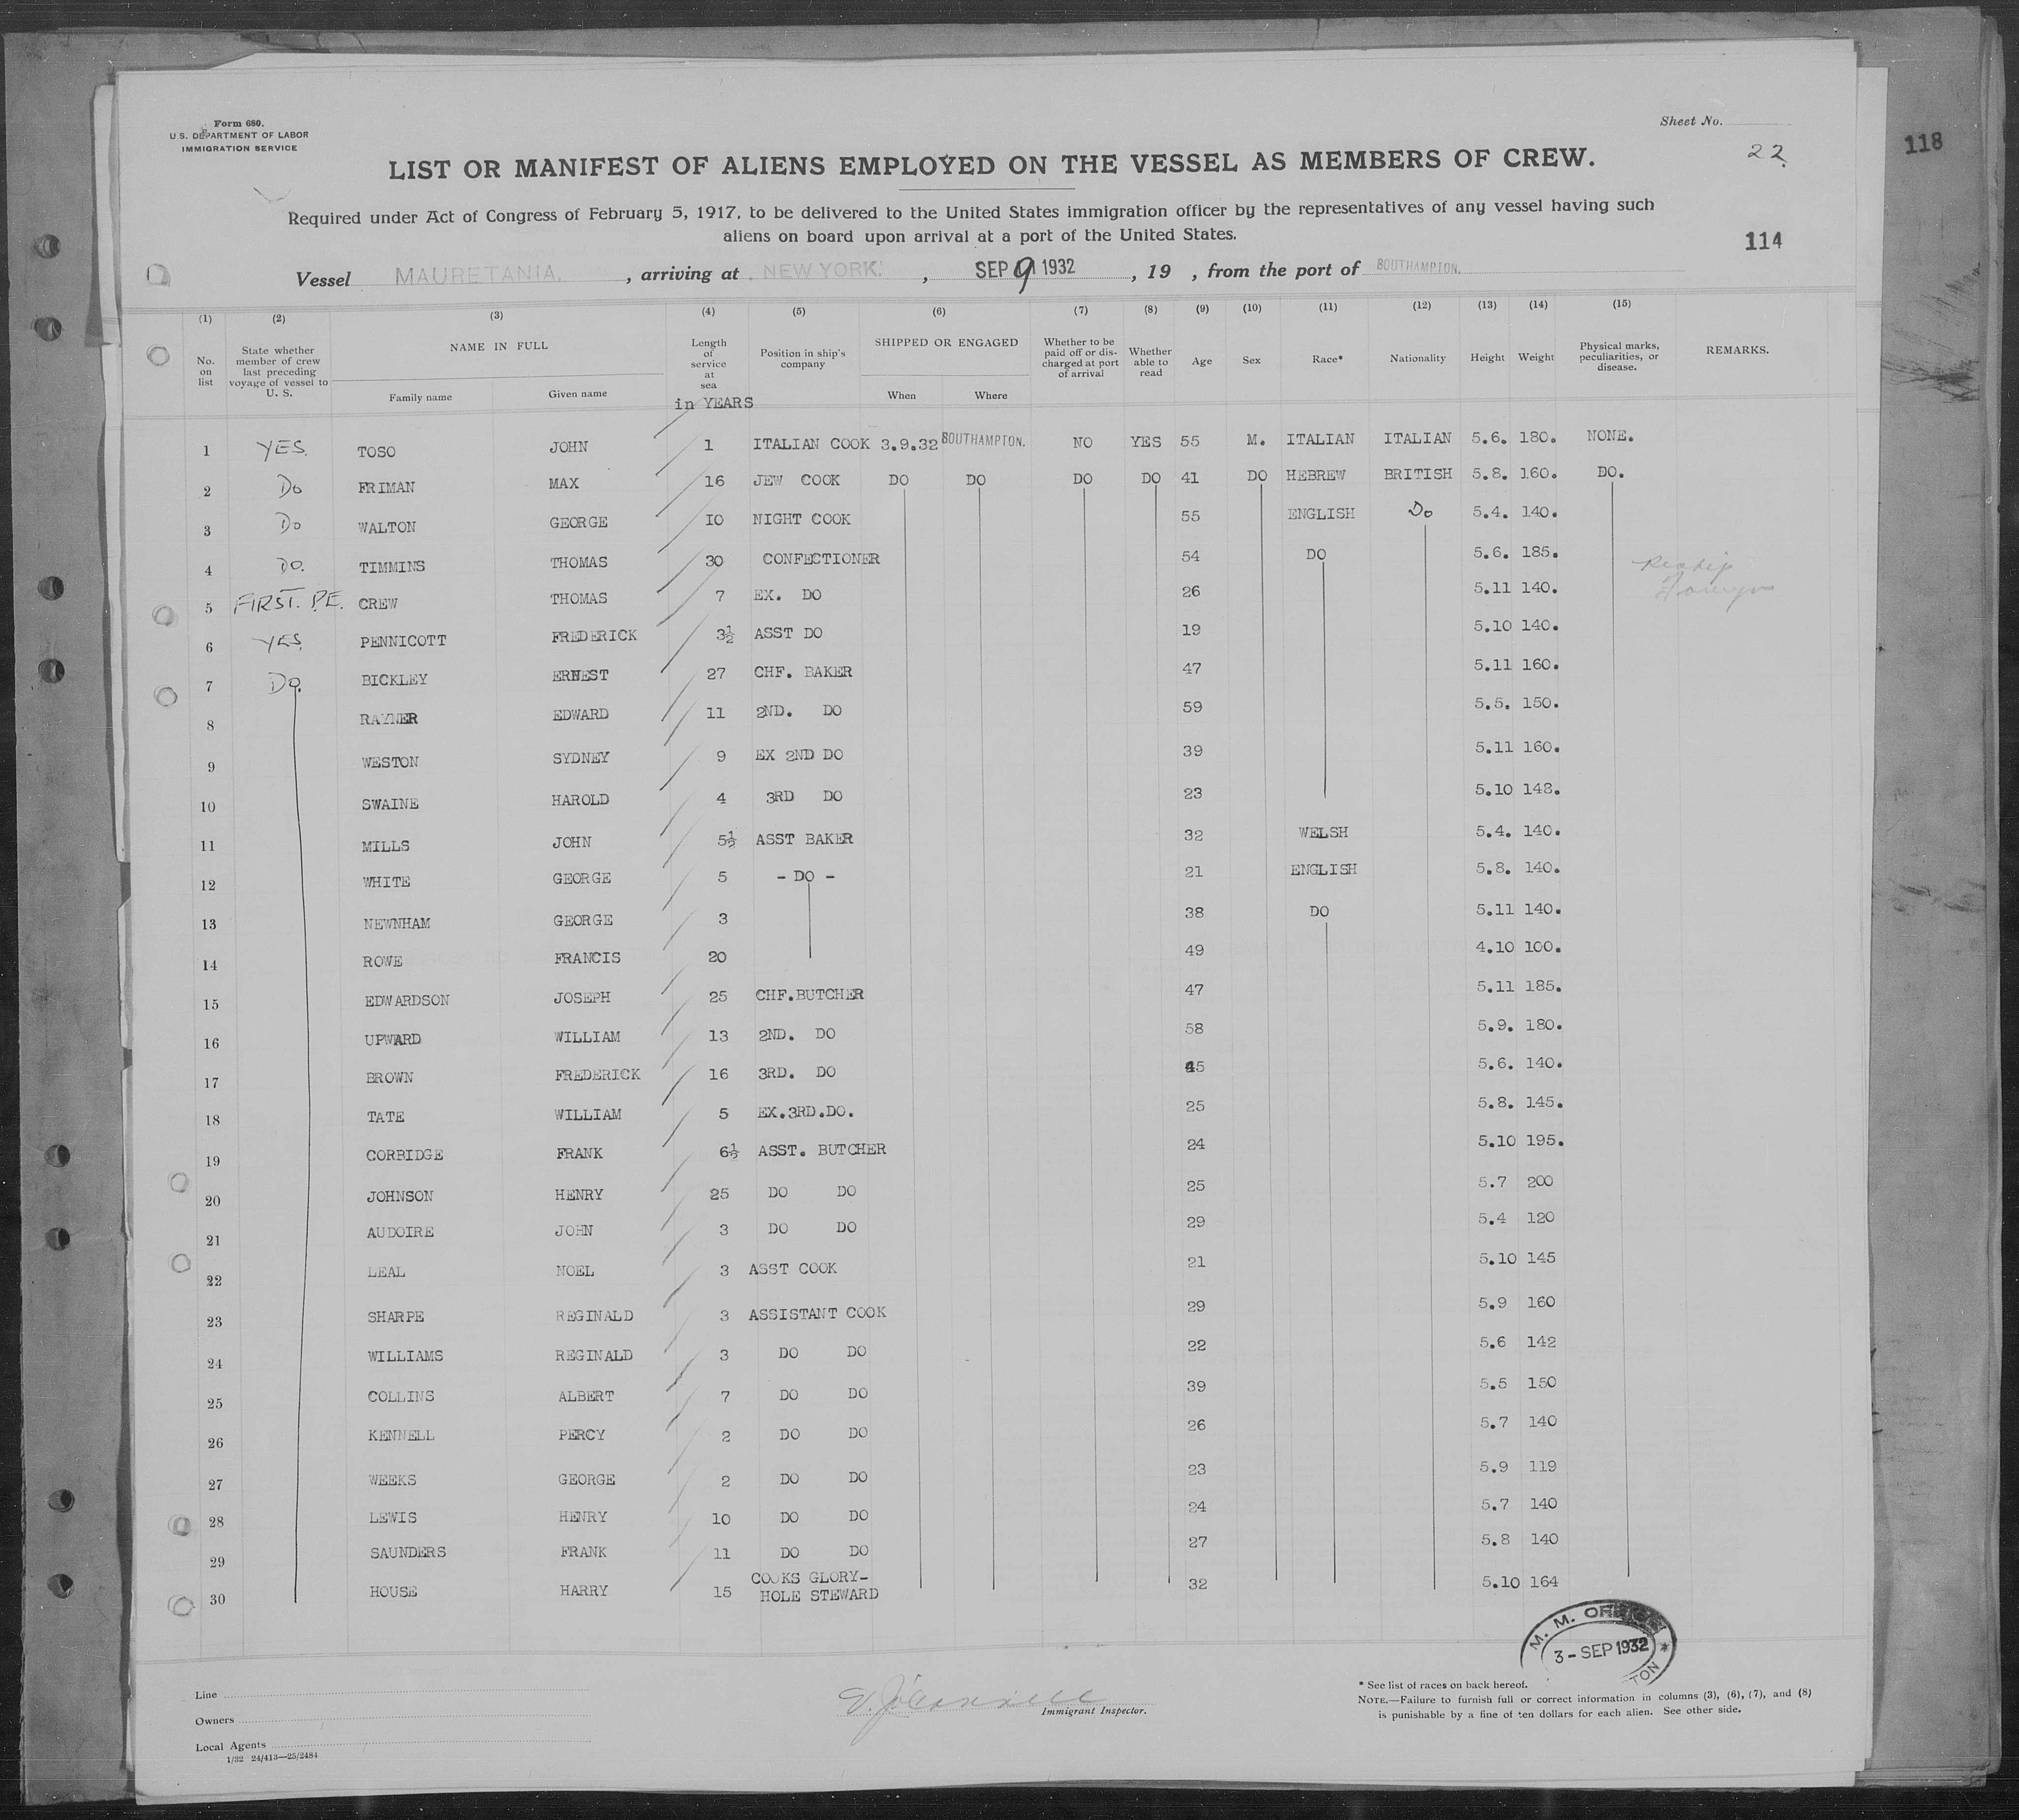 Form 680.
U.S. DEPARTMENT OF LABOR
IMMIGRATION SERVICE
Sheet No.
22
118
LIST OR MANIFEST OF ALIENS EMPLOYED ON THE VESSEL AS MEMBERS OF CREW.
Required under Act of Congress of February 5, 1917, to be delivered to the United States immigration officer by the representatives of any vessel having such
aliens on board upon arrival at a port of the United States.
114
Vessel MAURETANIA. , arriving at NEW YORK. , SEP 9 1932 , 19 , from the port of SOUTHAMPTON.
(1) (2) (3) (4) (5) (6) (7) (8) (9) (10) (11) (12) (13) (14) (15)
No. on list
State whether member of crew last preceding voyage of vessel to U. S.
NAME IN FULL
Family name
Given name
Length of service at sea
in YEARS
Position in ship's company
SHIPPED OR ENGAGED
When
Where
Whether to be paid off or discharged at port of arrival
Whether able to read
Age
Sex
Race*
Nationality
Height
Weight
Physical marks, peculiarities, or disease.
REMARKS.
1 YES. TOSO JOHN 1 ITALIAN COOK 3.9.32 SOUTHAMPTON. NO YES 55 M. ITALIAN ITALIAN 5.6. 180. NONE.
2 Do FRIMAN MAX 16 JEW COOK DO DO DO DO 41 DO HEBREW BRITISH 5.8. 160. DO.
3 Do WALTON GEORGE 10 NIGHT COOK 55 ENGLISH Do 5.4. 140.
4 DO. TIMMINS THOMAS 30 CONFECTIONER 54 DO 5.6. 185.
5 FIRST. P.E. CREW THOMAS 7 EX. DO 26 5.11 140.
6 YES PENNICOTT FREDERICK 3½ ASST DO 19 5.10 140.
7 Do. BICKLEY ERNEST 27 CHF. BAKER 47 5.11 160.
8 RAYNER EDWARD 11 2ND. DO 59 5.5. 150.
9 WESTON SYDNEY 9 EX 2ND DO 39 5.11 160.
10 SWAINE HAROLD 4 3RD DO 23 5.10 148.
11 MILLS JOHN 5½ ASST BAKER 32 WELSH 5.4. 140.
12 WHITE GEORGE 5 - DO - 21 ENGLISH 5.8. 140.
13 NEWNHAM GEORGE 3 38 DO 5.11 140.
14 ROWE FRANCIS 20 49 4.10 100.
15 EDWARDSON JOSEPH 25 CHF.BUTCHER 47 5.11 185.
16 UPWARD WILLIAM 13 2ND. DO 58 5.9. 180.
17 BROWN FREDERICK 16 3RD. DO 45 5.6. 140.
18 TATE WILLIAM 5 EX.3RD.DO. 25 5.8. 145.
19 CORBIDGE FRANK 6½ ASST. BUTCHER 24 5.10 195.
20 JOHNSON HENRY 25 DO DO 25 5.7 200
21 AUDOIRE JOHN 3 DO DO 29 5.4 120
22 LEAL NOEL 3 ASST COOK 21 5.10 145
23 SHARPE REGINALD 3 ASSISTANT COOK 29 5.9 160
24 WILLIAMS REGINALD 3 DO DO 22 5.6 142
25 COLLINS ALBERT 7 DO DO 39 5.5 150
26 KENNELL PERCY 2 DO DO 26 5.7 140
27 WEEKS GEORGE 2 DO DO 23 5.9 119
28 LEWIS HENRY 10 DO DO 24 5.7 140
29 SAUNDERS FRANK 11 DO DO 27 5.8 140
30 HOUSE HARRY 15 COOKS GLORY-HOLE STEWARD 32 5.10 164
M. M. OFFICE
3 - SEP 1932
Line
Owners
Local Agents
1/32 24/413—25/2484
Immigrant Inspector.
* See list of races on back hereof.
NOTE.—Failure to furnish full or correct information in columns (3), (6), (7), and (8)
is punishable by a fine of ten dollars for each alien. See other side.